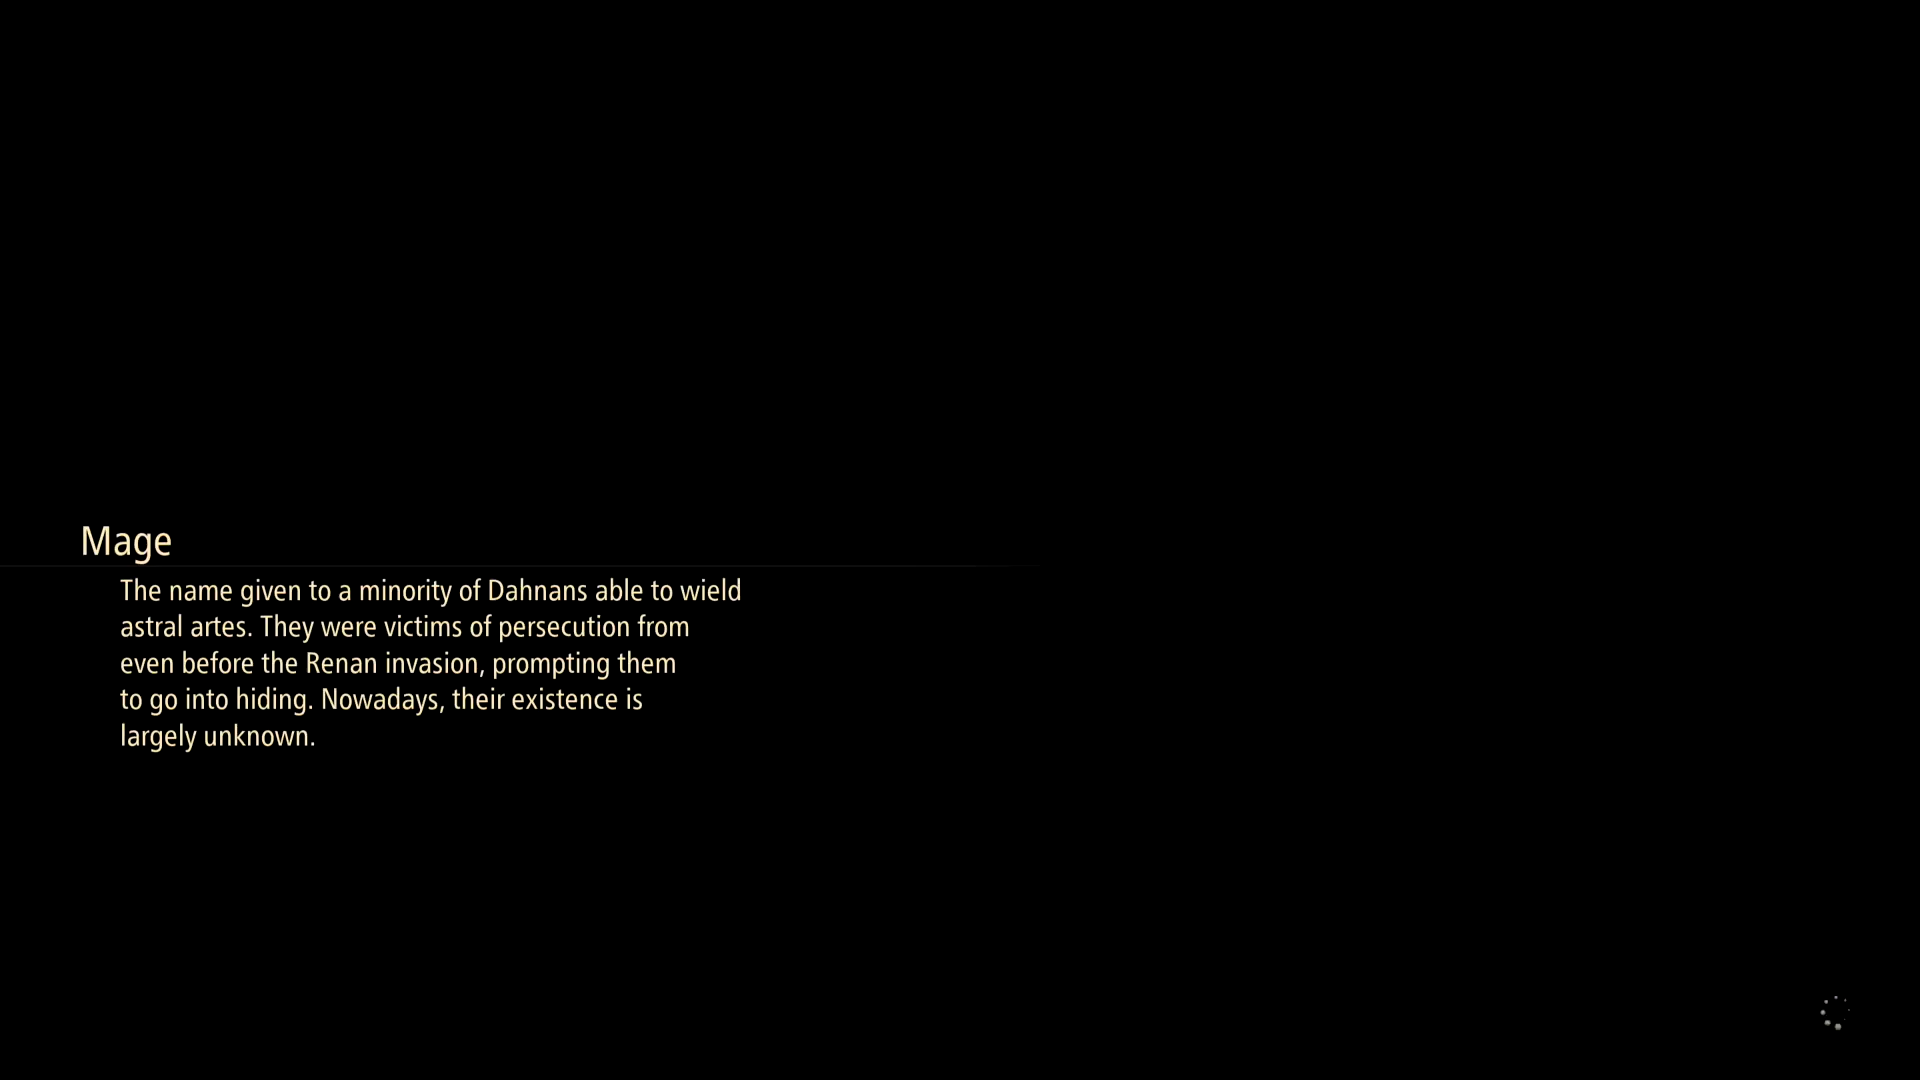 Mage
The name given to a minority of Dahnans able to wield
astral artes. They were victims of persecution from
even before the Renan invasion, prompting them
to go into hiding. Nowadays, their existence is
largely unknown.